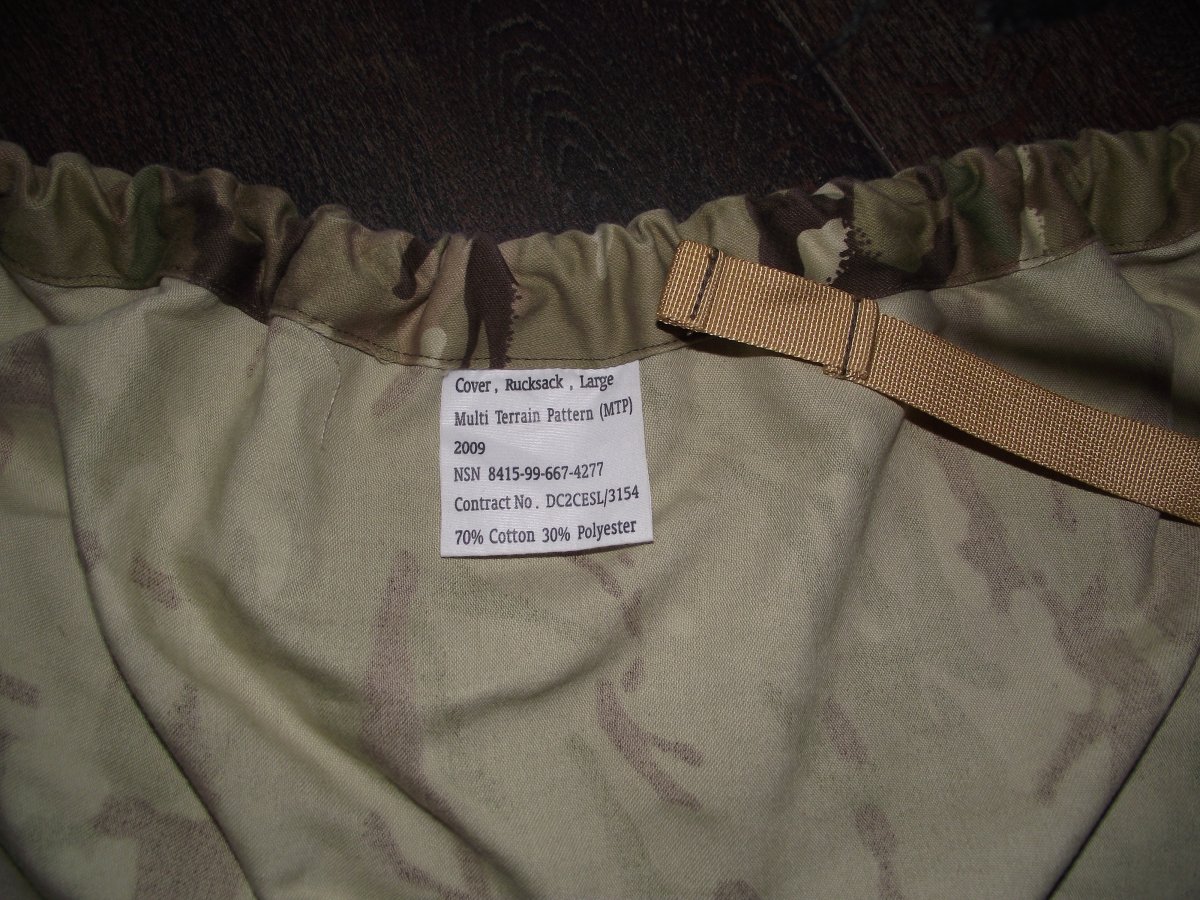 Cover , Rucksack , Large
Multi Terrain Pattern (MTP)
2009
NSN 8415-99-667-4277
Contract No . DC2CESL/3154
70% Cotton 30% Polyester